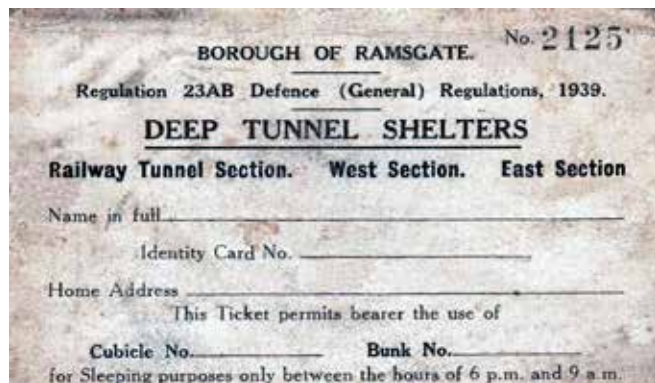 No. 2125
BOROUGH OF RAMSGATE.
Regulation 23AB Defence (General) Regulations, 1939.
DEEP TUNNEL SHELTERS
Railway Tunnel Section. West Section. East Section
Name in full
Identity Card No.
Home Address
This Ticket permits bearer the use of
Cubicle No. Bunk No.
for Sleeping purposes only between the hours of 6 p.m. and 9 a.m.